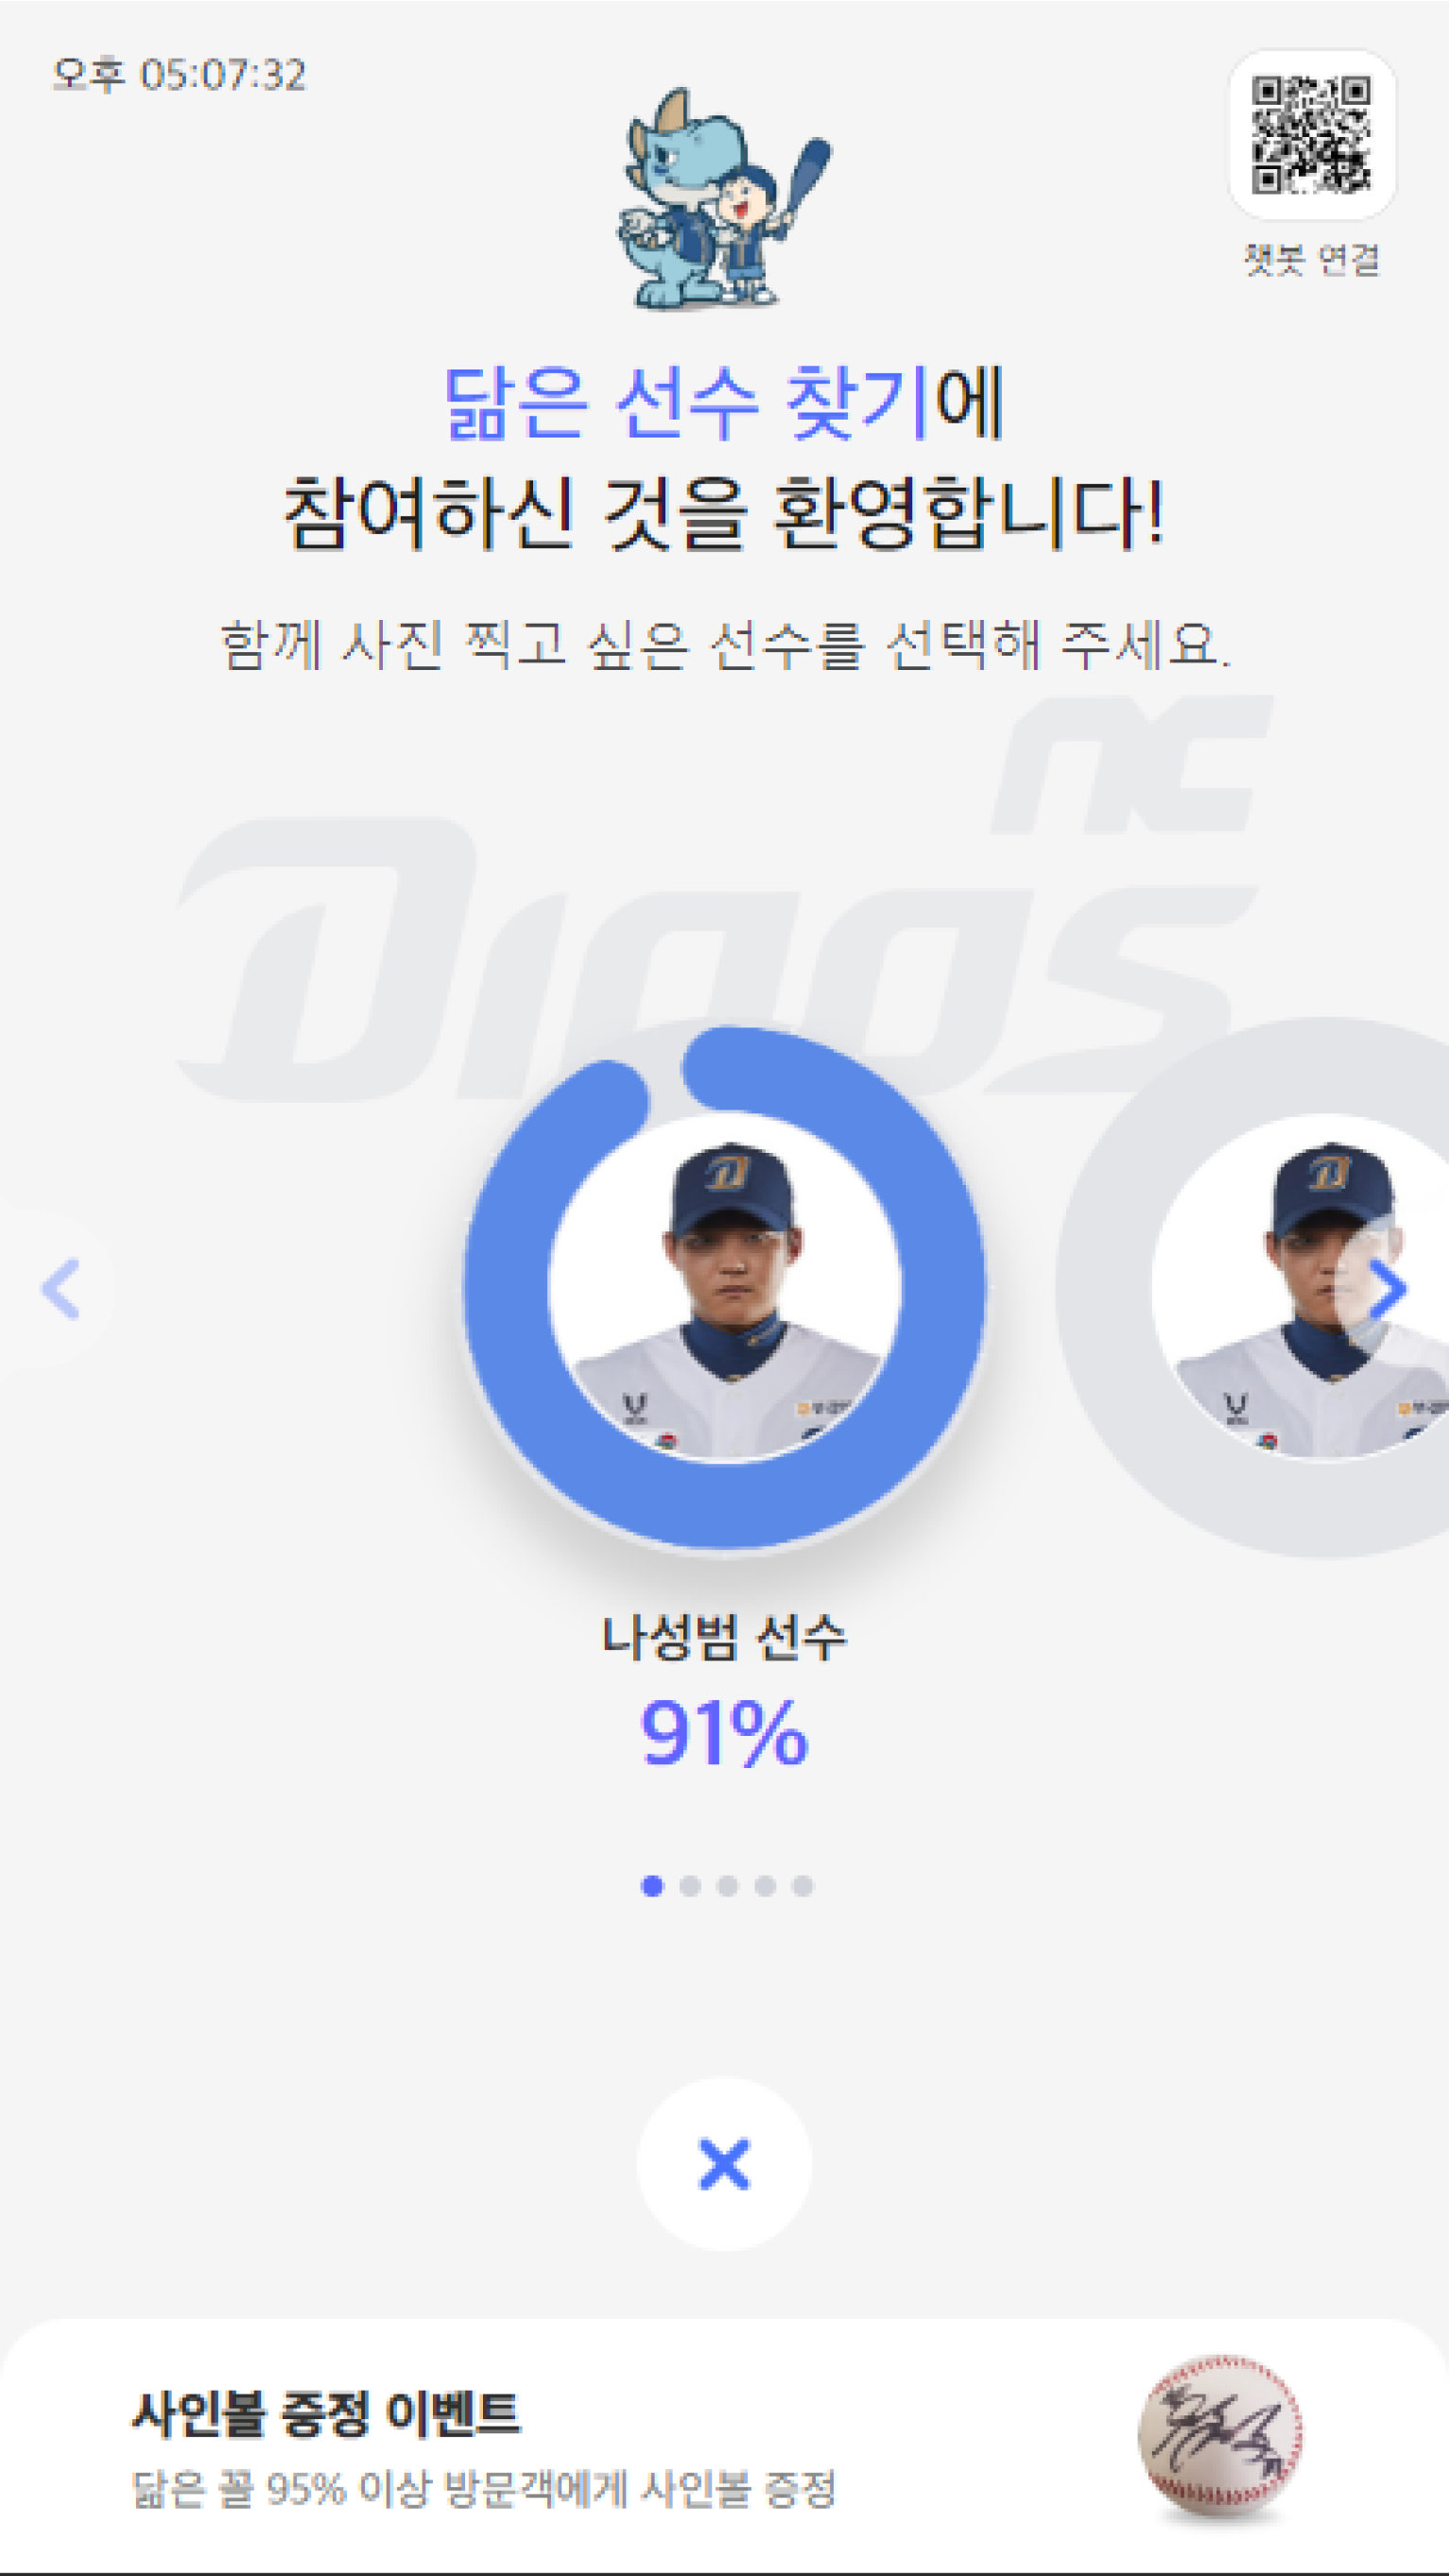 오후 05:07:32
챗봇 연결
닮은 선수 찾기에
참여하신 것을 환영합니다!
함께 사진 찍고 싶은 선수를 선택해 주세요.
NC
Dinos
나성범 선수
91%
사인볼 증정 이벤트
닮은 꼴 95% 이상 방문객에게 사인볼 증정